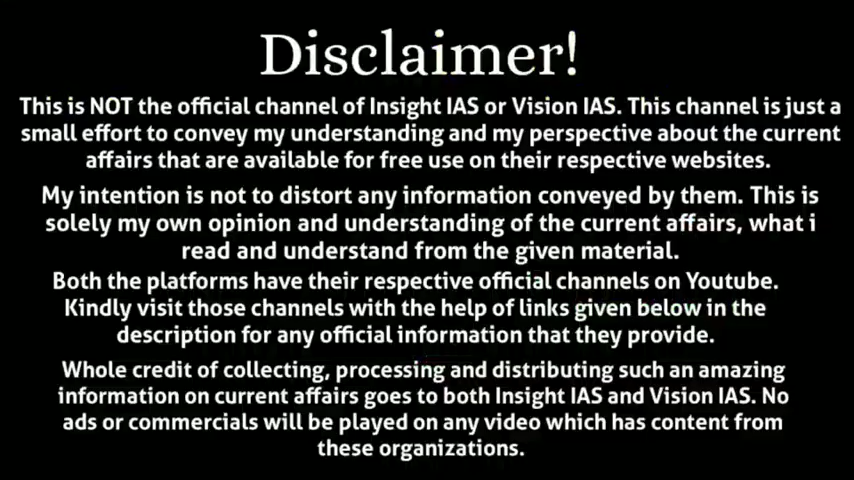 Disclaimer!
This is NOT the official channel of Insight IAS or Vision IAS. This channel is just a
small effort to convey my understanding and my perspective about the current
affairs that are available for free use on their respective websites.
My intention is not to distort any information conveyed by them. This is
solely my own opinion and understanding of the current affairs, what i
read and understand from the given material.
Both the platforms have their respective official channels on Youtube.
Kindly visit those channels with the help of links given below in the
description for any official information that they provide.
Whole credit of collecting, processing and distributing such an amazing
information on current affairs goes to both Insight IAS and Vision IAS. No
ads or commercials will be played on any video which has content from
these organizations.